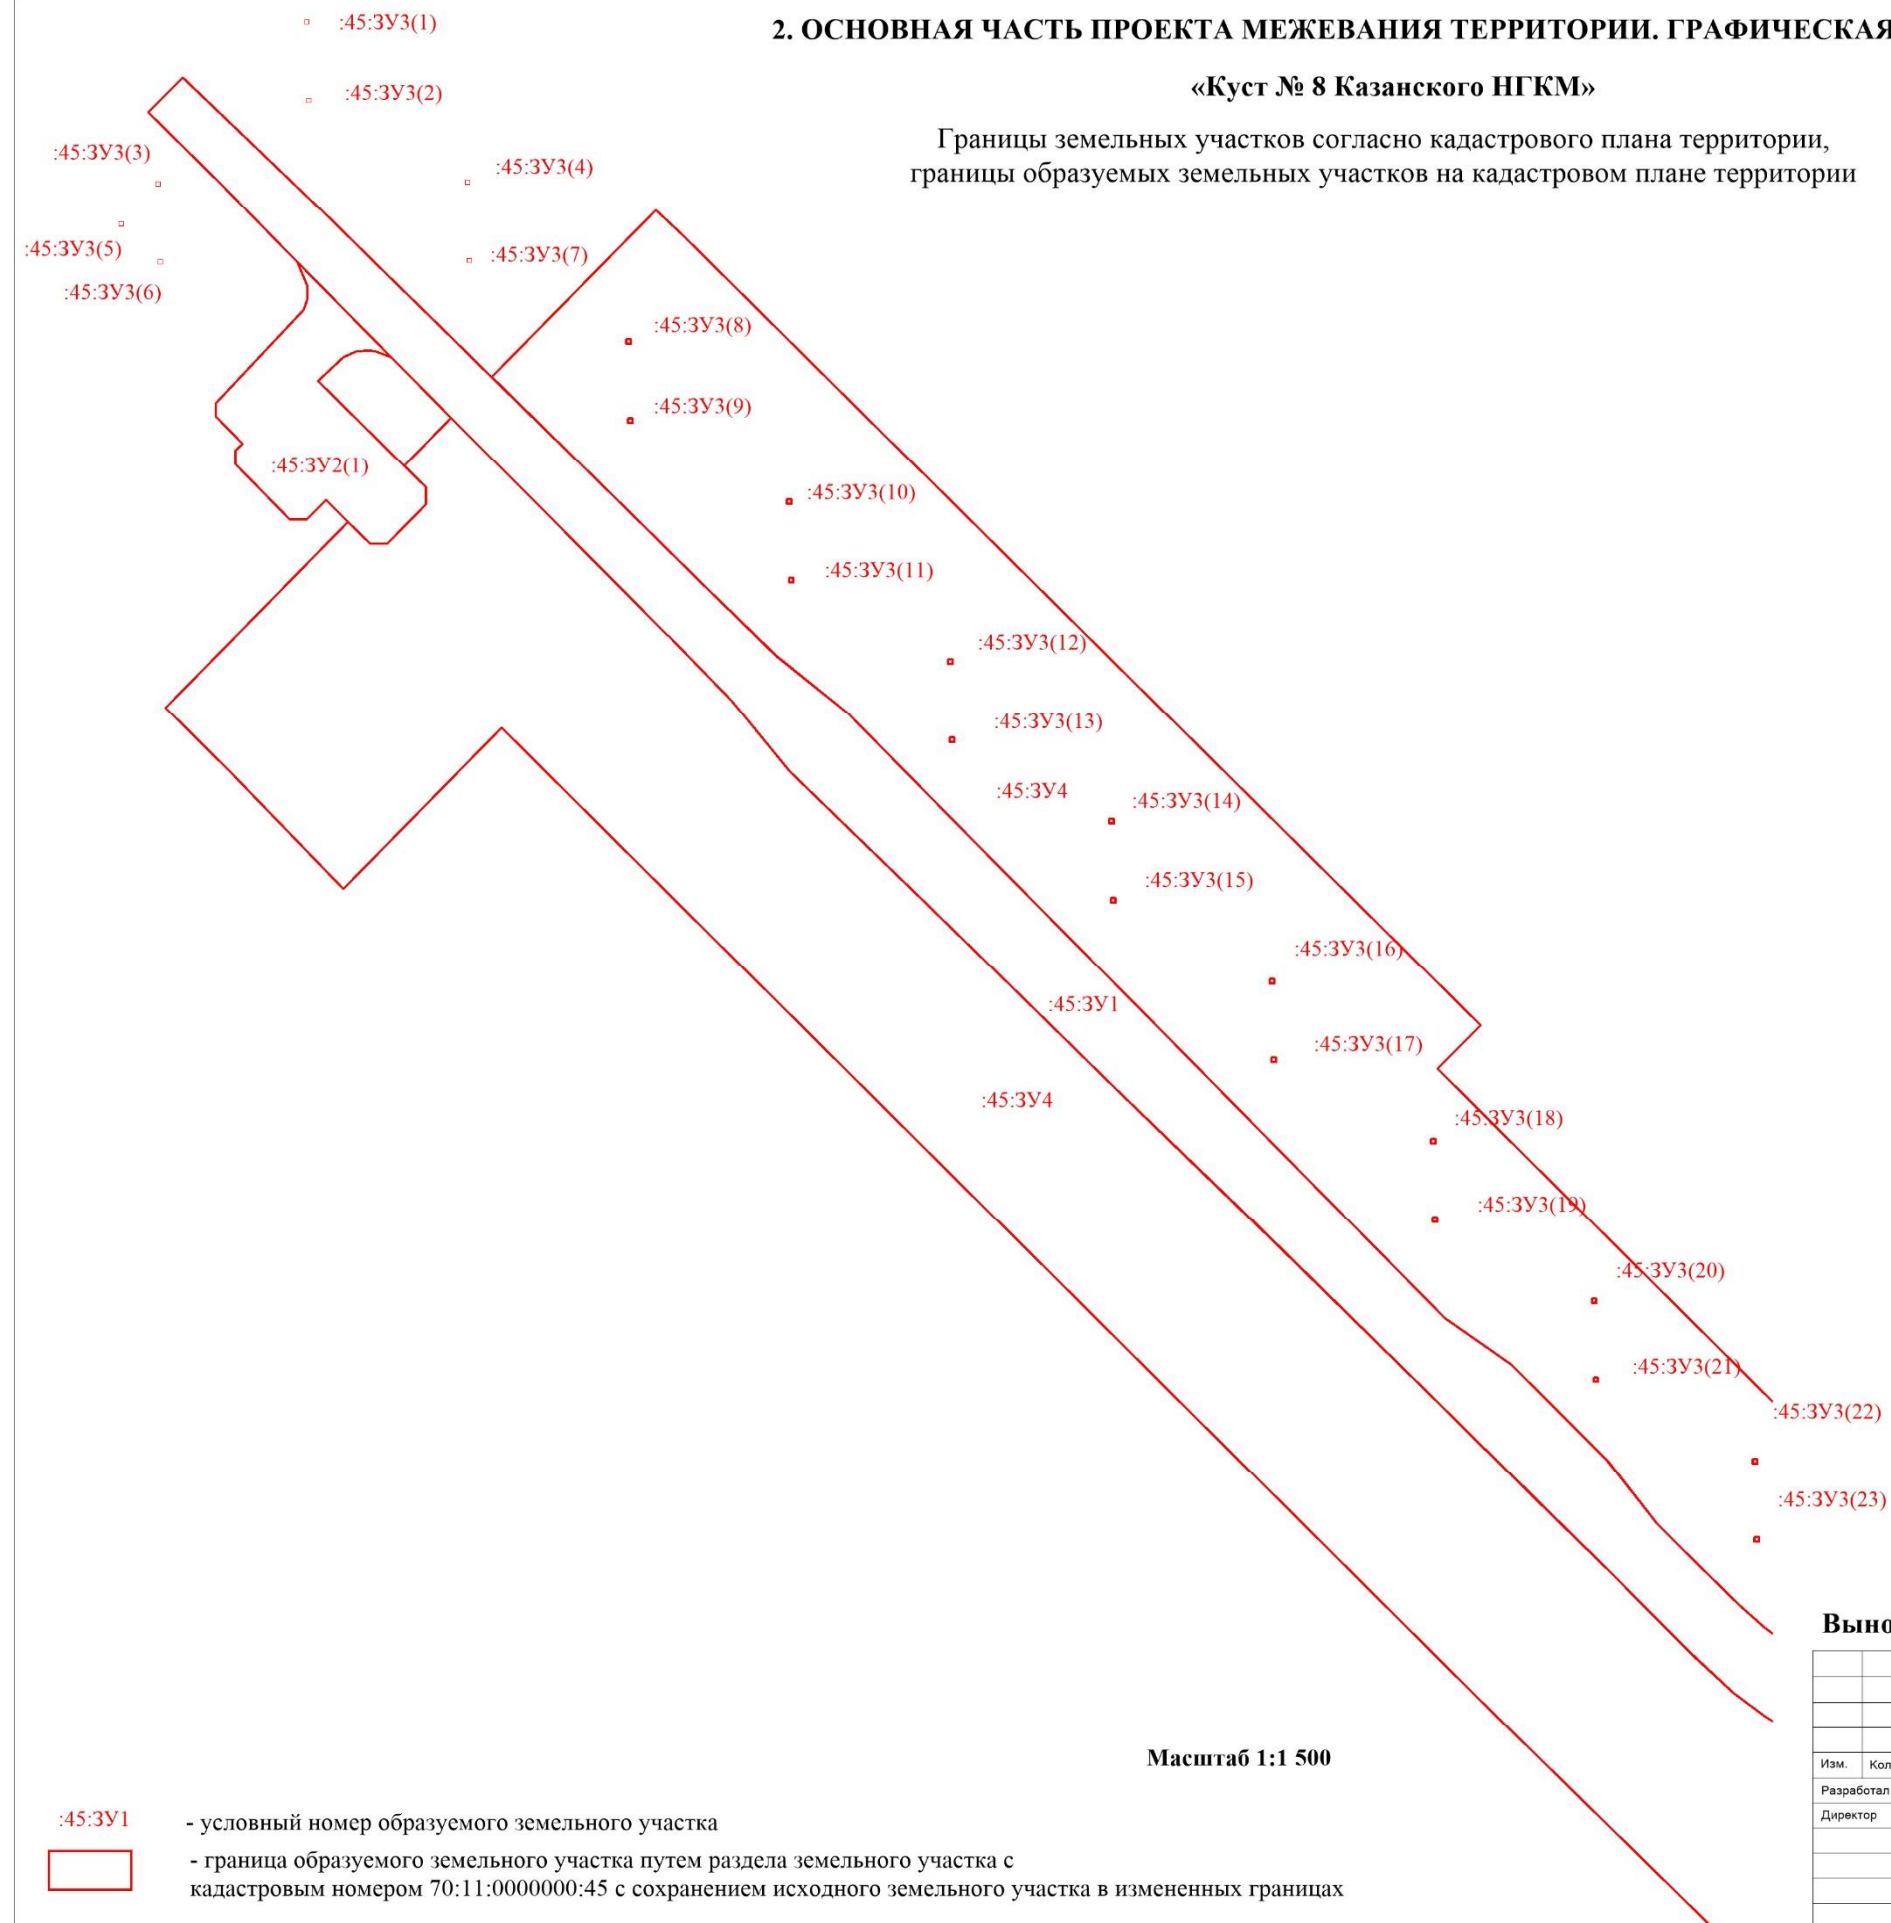 2. ОСНОВНАЯ ЧАСТЬ ПРОЕКТА МЕЖЕВАНИЯ ТЕРРИТОРИИ. ГРАФИЧЕСКАЯ
«Куст № 8 Казанского НГКМ»
Границы земельных участков согласно кадастрового плана территории,
границы образуемых земельных участков на кадастровом плане территории
:45:ЗУ3(1)
:45:ЗУ3(2)
:45:ЗУ3(3)
:45:ЗУ3(4)
:45:ЗУ3(5)
:45:ЗУ3(7)
:45:ЗУ3(6)
:45:ЗУ3(8)
:45:ЗУ3(9)
:45:ЗУ2(1)
:45:ЗУ3(10)
:45:ЗУ3(11)
:45:ЗУ3(12)
:45:ЗУ3(13)
:45:ЗУ4
:45:ЗУ3(14)
:45:ЗУ3(15)
:45:ЗУ3(16)
:45:ЗУ1
:45:ЗУ3(17)
:45:ЗУ4
:45:ЗУ3(18)
:45:ЗУ3(19)
:45:ЗУ3(20)
:45:ЗУ3(21)
:45:ЗУ3(22)
:45:ЗУ3(23)
Масштаб 1:1 500
:45:ЗУ1 - условный номер образуемого земельного участка
- граница образуемого земельного участка путем раздела земельного участка с
кадастровым номером 70:11:0000000:45 с сохранением исходного земельного участка в измененных границах
Изм. Кол
Разработал
Директор